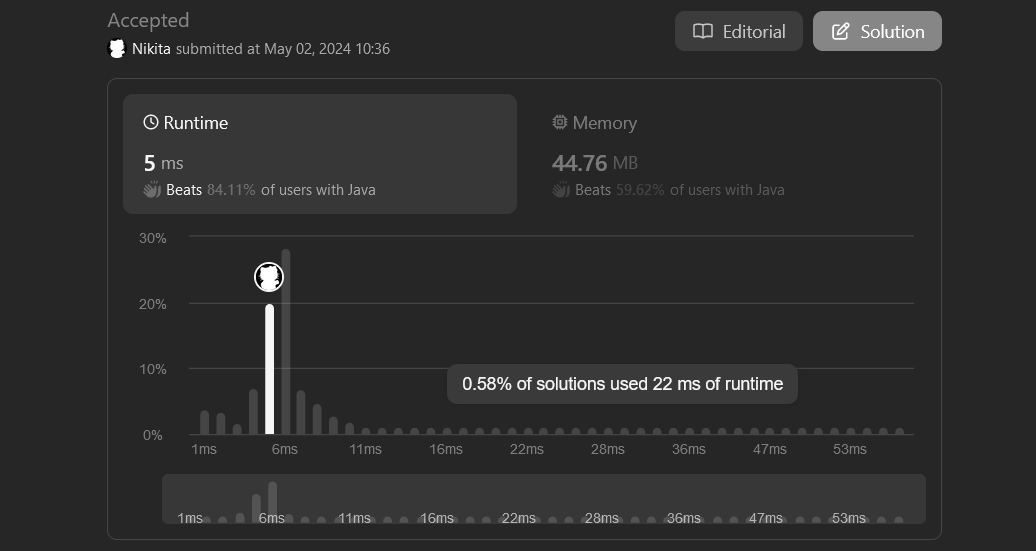 Accepted
Nikita submitted at May 02, 2024 10:36
Editorial
Solution
Runtime
5 ms
Beats 84.11% of users with Java
Memory
44.76 MB
Beats 59.62% of users with Java
30%
20%
10%
0%
0.58% of solutions used 22 ms of runtime
1ms 6ms 11ms 16ms 22ms 28ms 36ms 47ms 53ms
1ms 6ms 11ms 16ms 22ms 28ms 36ms 47ms 53ms